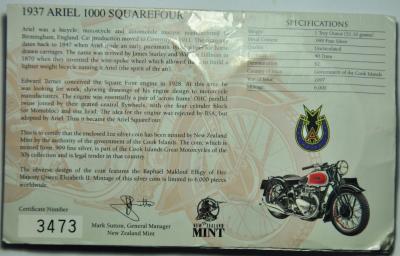 1937 ARIEL 1000 SQUAREFOUR
Ariel was a bicycle, motorcycle and automobile marque manufactured in
Birmingham, England. Car production moved to Coventry in 1911. The
dates back to 1847 when Ariel made an early pneumatic for horse
drawn carriages. The name was revived by James Starley and William Hillman in
1870 when they invented the wire-spoke wheel which allowed them to build a
lighter weight bicycle naming it Ariel (the spirit of the air).
Edward Turner conceived the Square Four engine in 1928. At this time he
was looking for work, showing drawings of his engine design to motorcycle
manufacturers. The engine was essentially a pair of 'across frame' OHC parallel
twins joined by their geared central flywheels, with one four cylinder block
(or Monobloc) and one head. The idea for the engine was rejected by BSA, but
adopted by Ariel. Thus it became the Ariel Square Four.
This is to certify that the enclosed silver coin has been minted by New Zealand
Mint by the authority of the government of the Cook Islands. The coin, which is
minted from .999 fine silver, is part of the Cook Islands Great Motorcycles of the
30s collection and is legal tender in that country.
The obverse design of the coin features the Raphael Maklouf Effigy of Her
Majesty Queen Elizabeth II. Mintage of this silver coin is limited to 6,000 pieces
worldwide.
Certificate Number
3473
Mark Sutton, General Manager
New Zealand Mint
NEW ZEALAND
MINT
SPECIFICATIONS
Weight: 1 Troy Ounce (31.10 grams)
Metal Content: .999 Fine Silver
Quality: Uncirculated
40.7mm
$2
Country of Issue: Government of the Cook Islands
Year of Issue: 2007
Mintage: 6,000